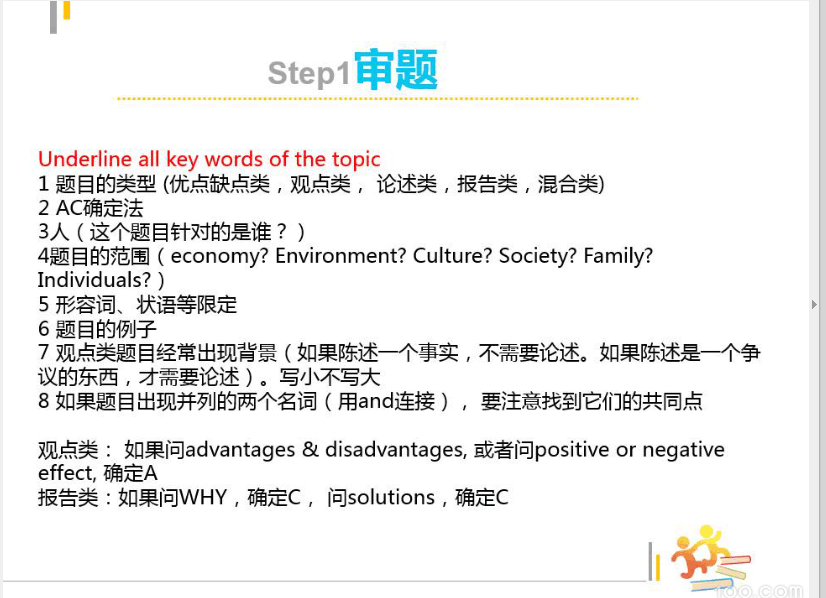 Step1审题
Underline all key words of the topic
1 题目的类型 (优点缺点类，观点类， 论述类，报告类，混合类)
2 AC确定法
3人（这个题目针对的是谁？）
4题目的范围（economy? Environment? Culture? Society? Family?
Individuals?）
5 形容词、状语等限定
6 题目的例子
7 观点类题目经常出现背景（如果陈述一个事实，不需要论述。如果陈述是一个争
议的东西，才需要论述）。写小不写大
8 如果题目出现并列的两个名词（用and连接）， 要注意找到它们的共同点
观点类： 如果问advantages & disadvantages, 或者问positive or negative
effect, 确定A
报告类：如果问WHY，确定C， 问solutions，确定C